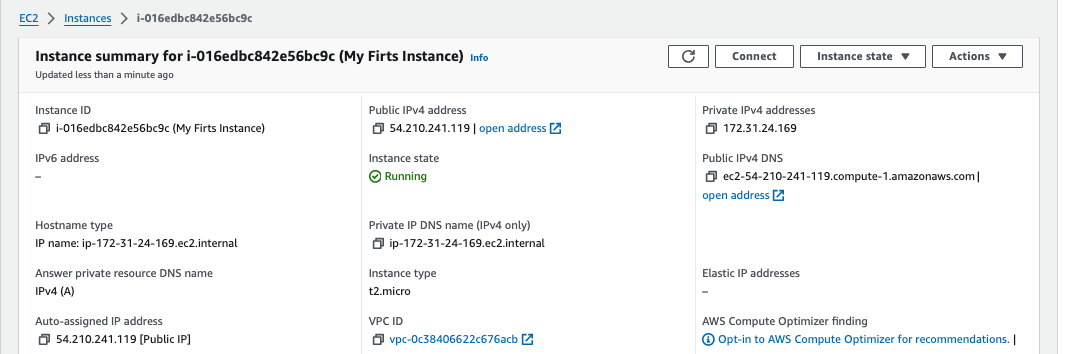 EC2 > Instances > i-016edbc842e56bc9c
Instance summary for i-016edbc842e56bc9c (My Firts Instance) Info
Updated less than a minute ago
Connect
Instance state
Actions
Instance ID
i-016edbc842e56bc9c (My Firts Instance)
Public IPv4 address
54.210.241.119 | open address
Private IPv4 addresses
172.31.24.169
IPv6 address
–
Instance state
Running
Public IPv4 DNS
ec2-54-210-241-119.compute-1.amazonaws.com |
open address
Hostname type
IP name: ip-172-31-24-169.ec2.internal
Private IP DNS name (IPv4 only)
ip-172-31-24-169.ec2.internal
Answer private resource DNS name
IPv4 (A)
Instance type
t2.micro
Elastic IP addresses
–
Auto-assigned IP address
54.210.241.119 [Public IP]
VPC ID
vpc-0c38406622c676acb
AWS Compute Optimizer finding
Opt-in to AWS Compute Optimizer for recommendations. |